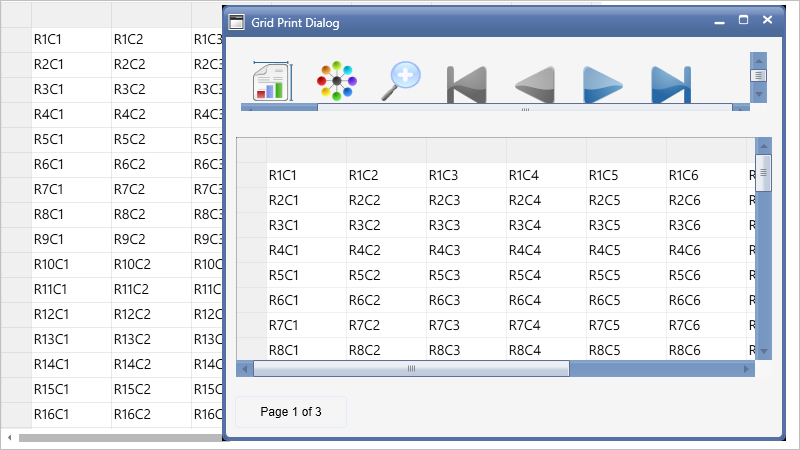 Grid Print Dialog
R1C1 R1C2 R1C3
R2C1 R2C2 R2C3
R3C1 R3C2 R3C3
R4C1 R4C2 R4C3
R5C1 R5C2 R5C3
R6C1 R6C2 R6C3
R7C1 R7C2 R7C3
R8C1 R8C2 R8C3
R9C1 R9C2 R9C3
R10C1 R10C2 R10C
R11C1 R11C2 R11C
R12C1 R12C2 R12C
R13C1 R13C2 R13C
R14C1 R14C2 R14C
R15C1 R15C2 R15C
R16C1 R16C2 R16C
R1C1 R1C2 R1C3 R1C4 R1C5 R1C6 R
R2C1 R2C2 R2C3 R2C4 R2C5 R2C6 R
R3C1 R3C2 R3C3 R3C4 R3C5 R3C6 R
R4C1 R4C2 R4C3 R4C4 R4C5 R4C6 R
R5C1 R5C2 R5C3 R5C4 R5C5 R5C6 R
R6C1 R6C2 R6C3 R6C4 R6C5 R6C6 R
R7C1 R7C2 R7C3 R7C4 R7C5 R7C6 R
R8C1 R8C2 R8C3 R8C4 R8C5 R8C6 R
Page 1 of 3